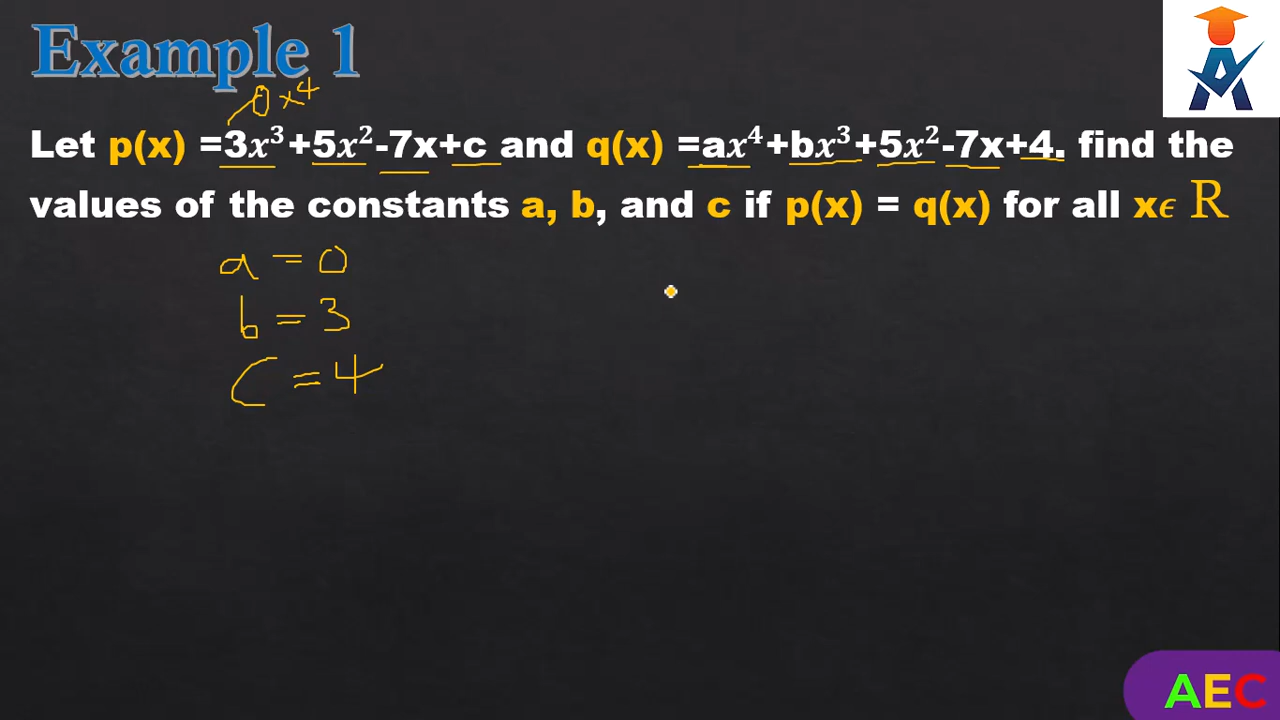 Example 1
0x⁴
Let p(x) =3x³+5x²-7x+c and q(x) =ax⁴+bx³+5x²-7x+4. find the
values of the constants a, b, and c if p(x) = q(x) for all xϵ ℝ
a = 0
b = 3
C = 4
AEC